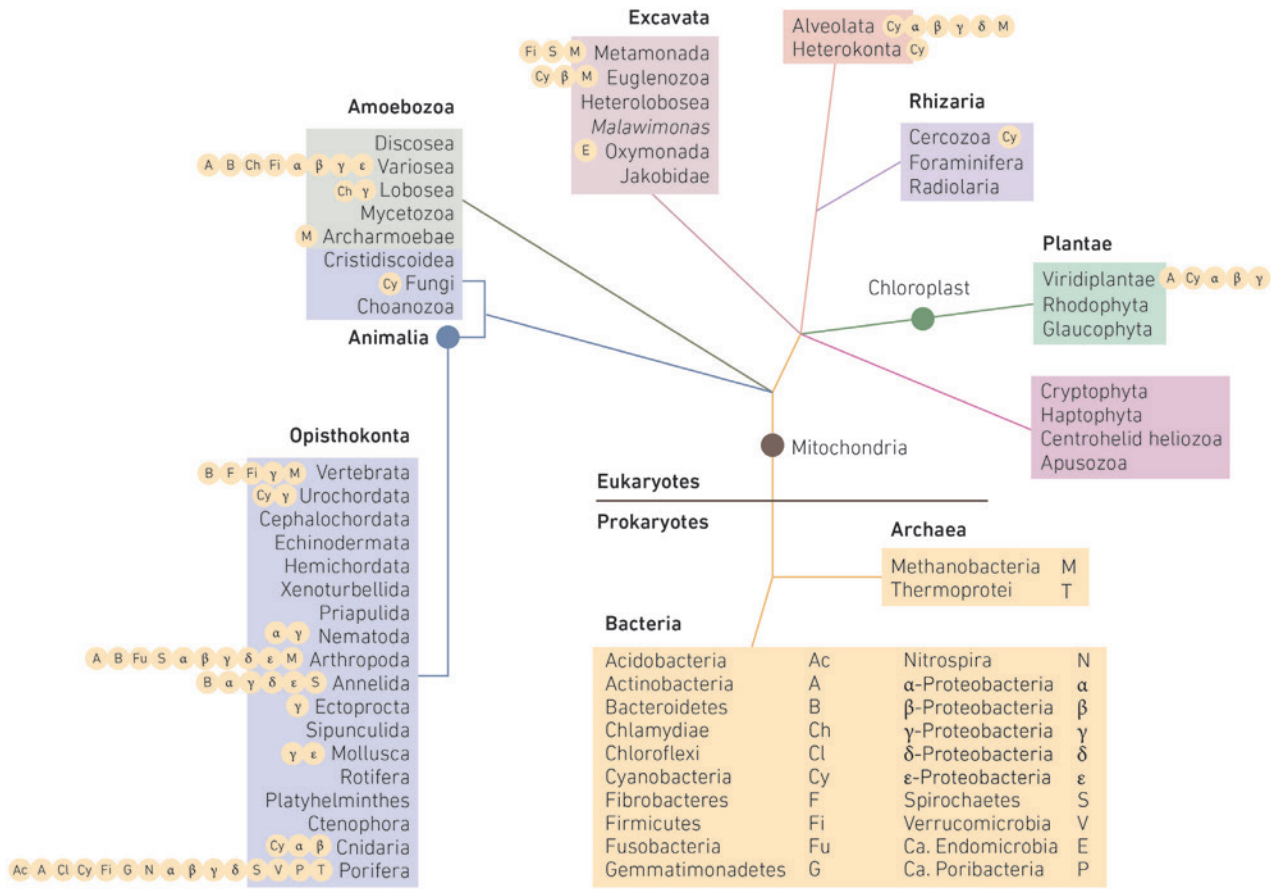 Excavata
Fi S M Metamonada
Cy β M Euglenozoa
Heterolobosea
Malawimonas
E Oxymonada
Jakobidae
Alveolata Cy α β γ δ M
Heterokonta Cy
Rhizaria
Cercozoa Cy
Foraminifera
Radiolaria
Amoebozoa
Discosea
A B Ch Fi α β γ ε Variosea
Ch γ Lobosea
Mycetozoa
M Archarmoebae
Cristidiscoidea
Cy Fungi
Choanozoa
Animalia
Plantae
Viridiplantae A Cy α β γ
Rhodophyta
Glaucophyta
Chloroplast
Cryptophyta
Haptophyta
Centrohelid heliozoa
Apusozoa
Mitochondria
Eukaryotes
Prokaryotes
Opisthokonta
B F Fi γ M Vertebrata
Cy γ Urochordata
Cephalochordata
Echinodermata
Hemichordata
Xenoturbellida
Priapulida
α γ Nematoda
A B Fu S α β γ δ ε M Arthropoda
B α γ δ ε S Annelida
γ Ectoprocta
Sipunculida
γ ε Mollusca
Rotifera
Platyhelminthes
Ctenophora
Cy α β Cnidaria
Ac A Cl Cy Fi G N α β γ δ S V P T Porifera
Archaea
Methanobacteria M
Thermoprotei T
Bacteria
Acidobacteria Ac Nitrospira N
Actinobacteria A α-Proteobacteria α
Bacteroidetes B β-Proteobacteria β
Chlamydiae Ch γ-Proteobacteria γ
Chloroflexi Cl δ-Proteobacteria δ
Cyanobacteria Cy ε-Proteobacteria ε
Fibrobacteres F Spirochaetes S
Firmicutes Fi Verrucomicrobia V
Fusobacteria Fu Ca. Endomicrobia E
Gemmatimonadetes G Ca. Poribacteria P